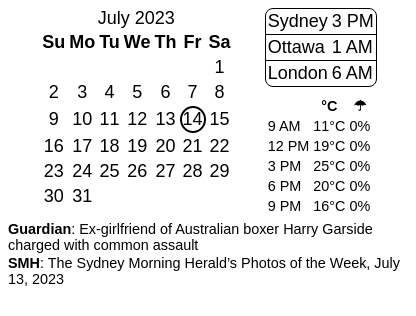 July 2023
Su Mo Tu We Th Fr Sa
1
2 3 4 5 6 7 8
9 10 11 12 13 14 15
16 17 18 19 20 21 22
23 24 25 26 27 28 29
30 31
Sydney 3 PM
Ottawa 1 AM
London 6 AM
°C ☂
9 AM 11°C 0%
12 PM 19°C 0%
3 PM 25°C 0%
6 PM 20°C 0%
9 PM 16°C 0%
Guardian: Ex-girlfriend of Australian boxer Harry Garside
charged with common assault
SMH: The Sydney Morning Herald’s Photos of the Week, July
13, 2023